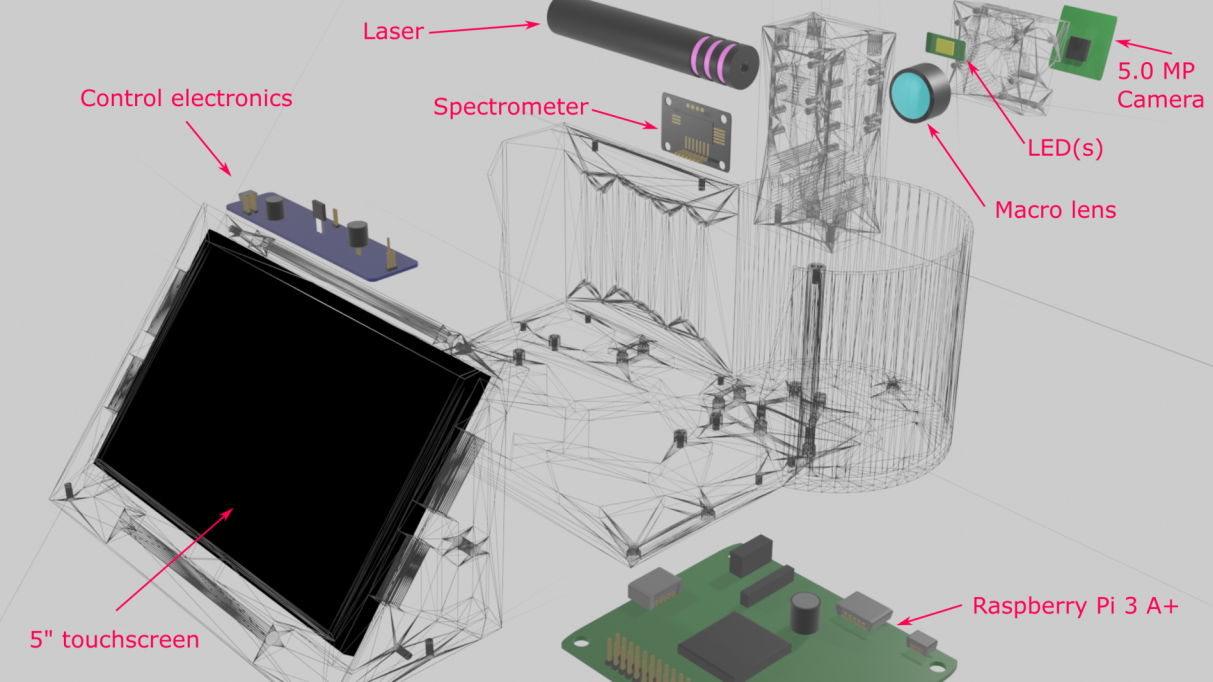 Laser
5.0 MP
Camera
Control electronics
Spectrometer
LED(s)
Macro lens
Raspberry Pi 3 A+
5" touchscreen